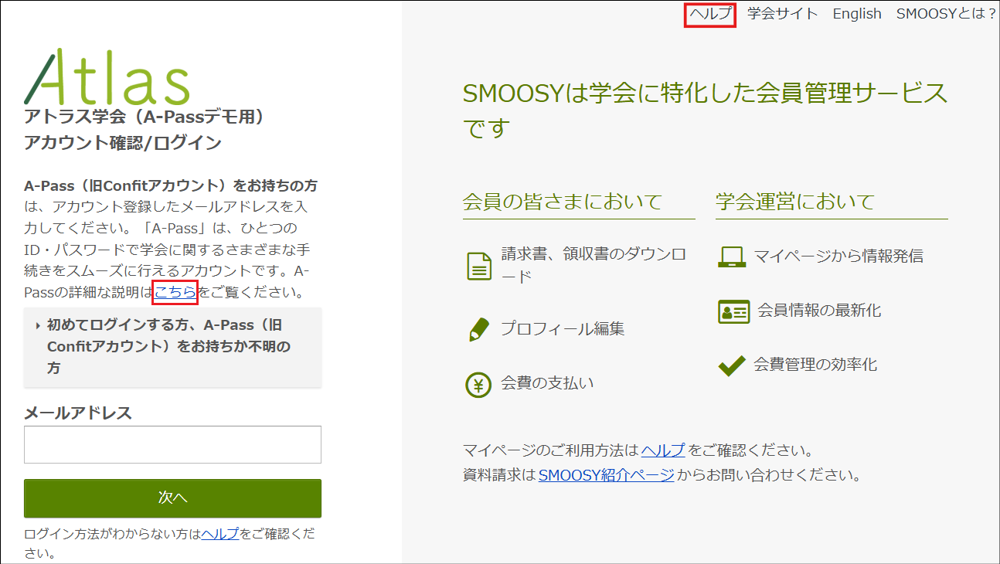 ヘルプ 学会サイト English SMOOSYとは？
Atlas
アトラス学会（A-Passデモ用）
アカウント確認/ログイン
A-Pass（旧Confitアカウント）をお持ちの方
は、アカウント登録したメールアドレスを入
力してください。「A-Pass」は、ひとつの
ID・パスワードで学会に関するさまざまな手
続きをスムーズに行えるアカウントです。A-
Passの詳細な説明はこちらをご覧ください。
初めてログインする方、A-Pass（旧
Confitアカウント）をお持ちか不明の
方
メールアドレス
次へ
ログイン方法がわからない方はヘルプをご確認くだ
さい。
SMOOSYは学会に特化した会員管理サービス
です
会員の皆さまにおいて
請求書、領収書のダウンロ
ード
プロフィール編集
会費の支払い
学会運営において
マイページから情報発信
会員情報の最新化
会費管理の効率化
マイページのご利用方法はヘルプをご確認ください。
資料請求はSMOOSY紹介ページからお問い合わせください。